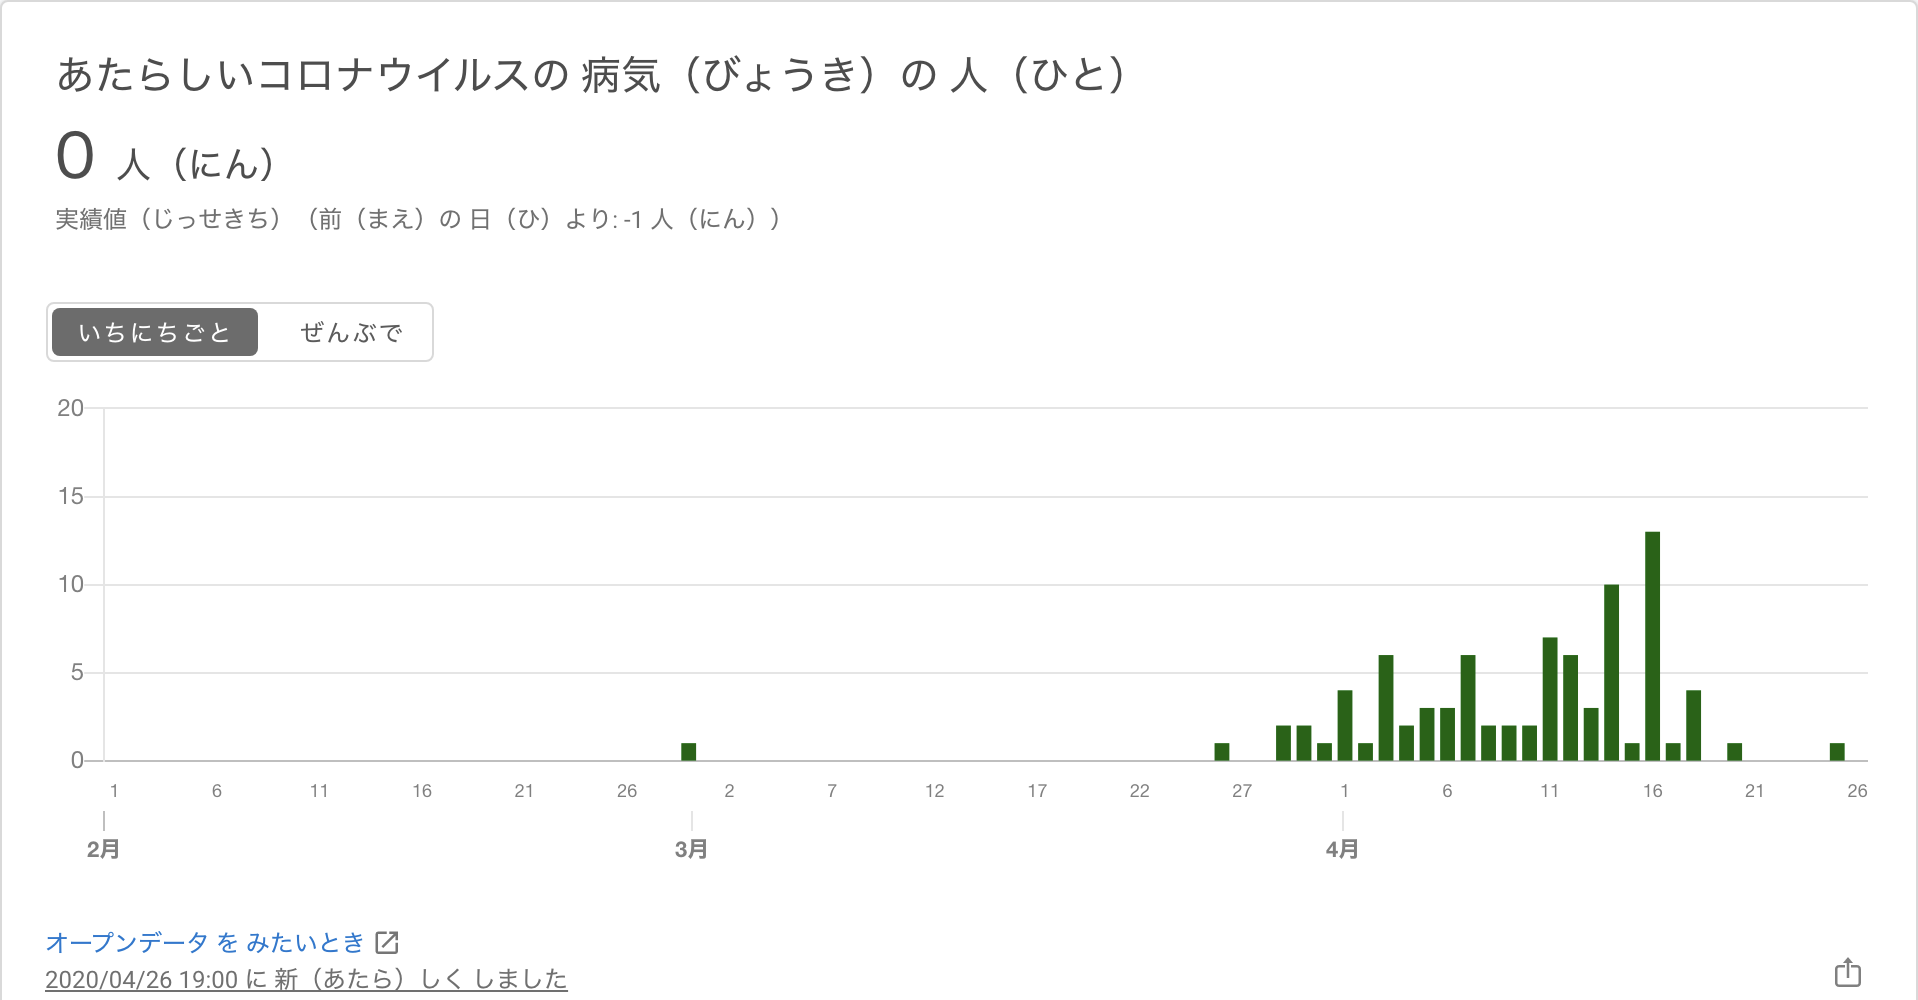 あたらしいコロナウイルスの 病気（びょうき）の 人（ひと）
0 人（にん）
実績値（じっせきち）（前（まえ）の 日（ひ）より: -1 人（にん））
いちにちごと ぜんぶで
20
15
10
5
0
1 6 11 16 21 26 2 7 12 17 22 27 1 6 11 16 21 26
2月 3月 4月
オープンデータ を みたいとき
2020/04/26 19:00 に 新（あたら）しく しました